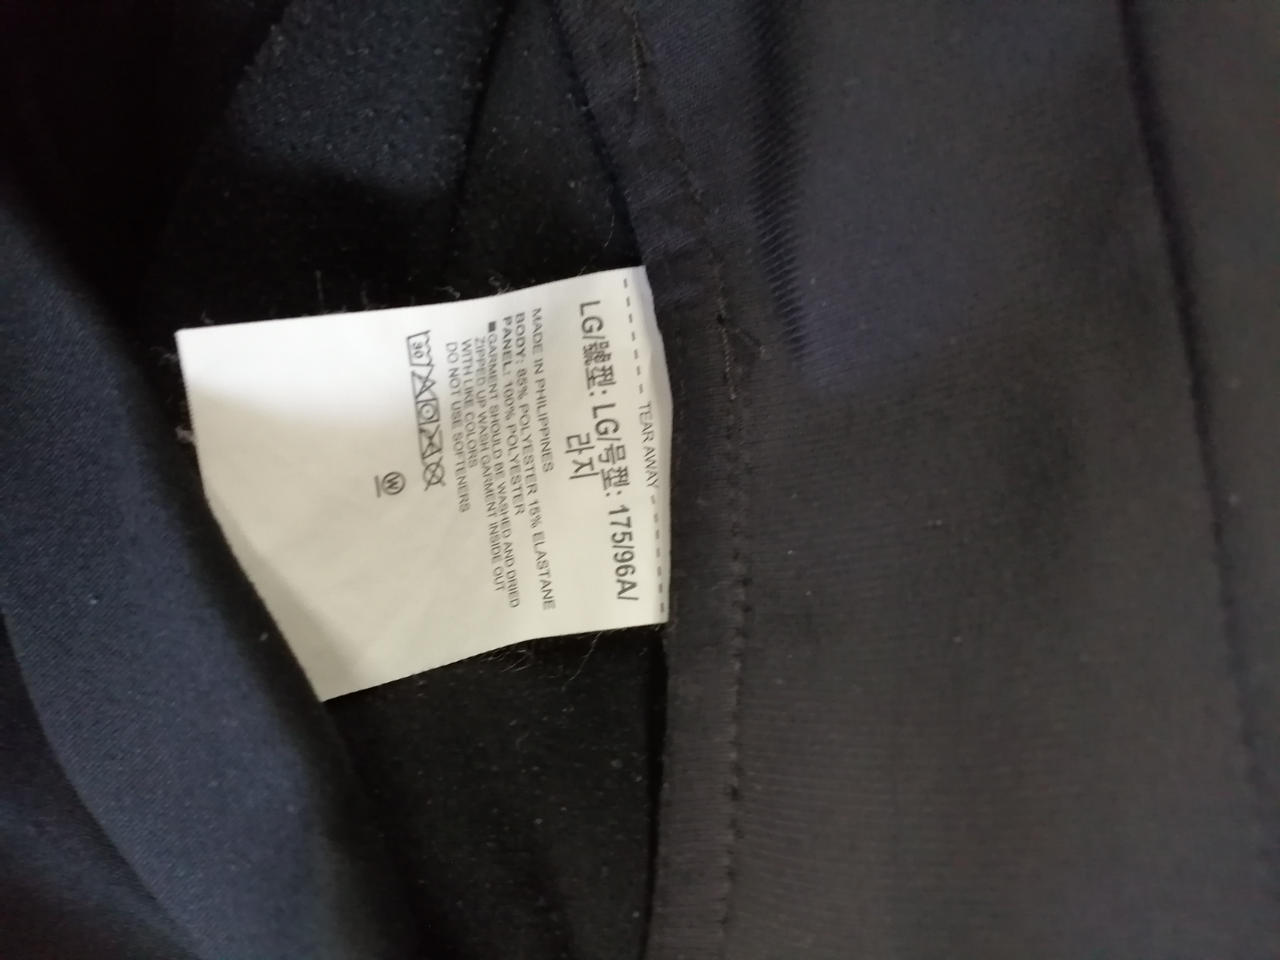 TEAR AWAY
LG/號型: LG/号型: 175/96A/
라지
MADE IN PHILIPPINES
BODY: 85% POLYESTER 15% ELASTANE
PANEL: 100% POLYESTER
■GARMENT SHOULD BE WASHED AND DRIED
ZIPPED UP WASH GARMENT INSIDE OUT
WITH LIKE COLORS
DO NOT USE SOFTENERS
30
W